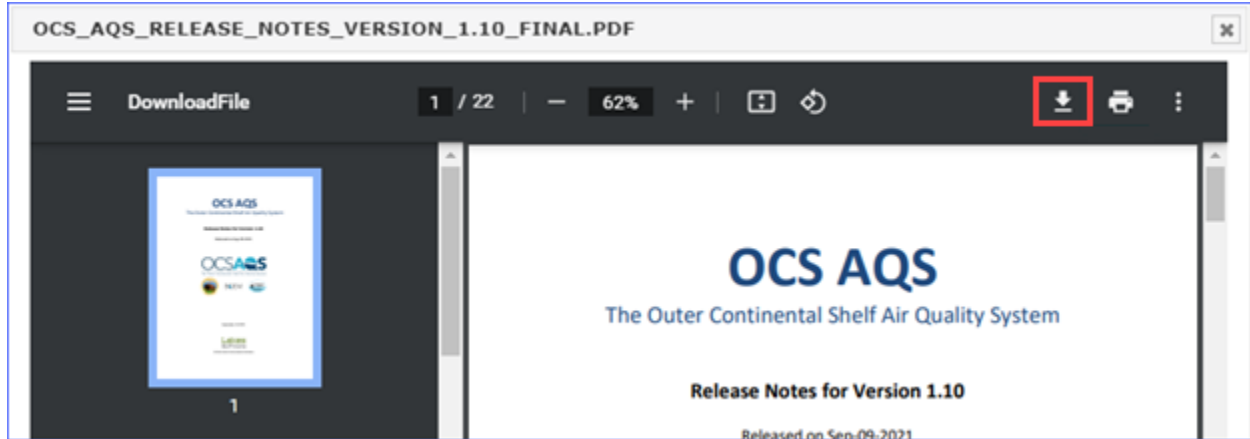 OCS_AQS_RELEASE_NOTES_VERSION_1.10_FINAL.PDF
DownloadFile
1 / 22
62%
OCS AQS
OCSAQS
1
OCS AQS
The Outer Continental Shelf Air Quality System
Release Notes for Version 1.10
Released on Sep-09-2021